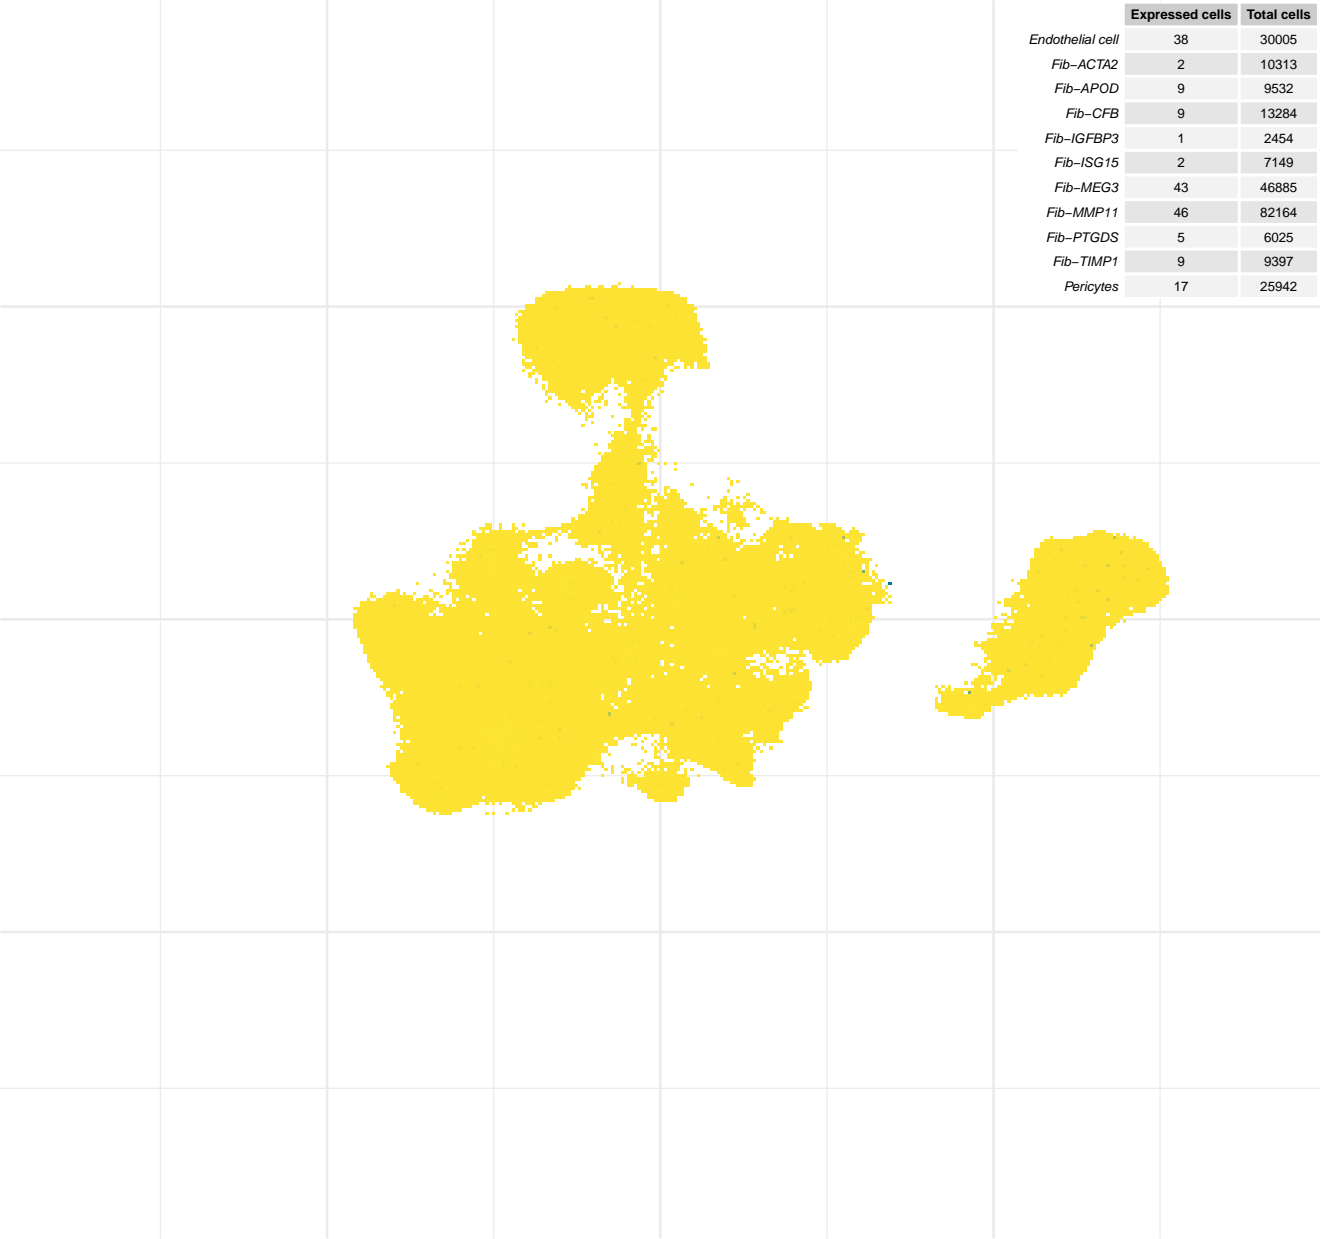 Expressed cells Total cells
Endothelial cell 38 30005
Fib−ACTA2 2 10313
Fib−APOD 9 9532
Fib−CFB 9 13284
Fib−IGFBP3 1 2454
Fib−ISG15 2 7149
Fib−MEG3 43 46885
Fib−MMP11 46 82164
Fib−PTGDS 5 6025
Fib−TIMP1 9 9397
Pericytes 17 25942